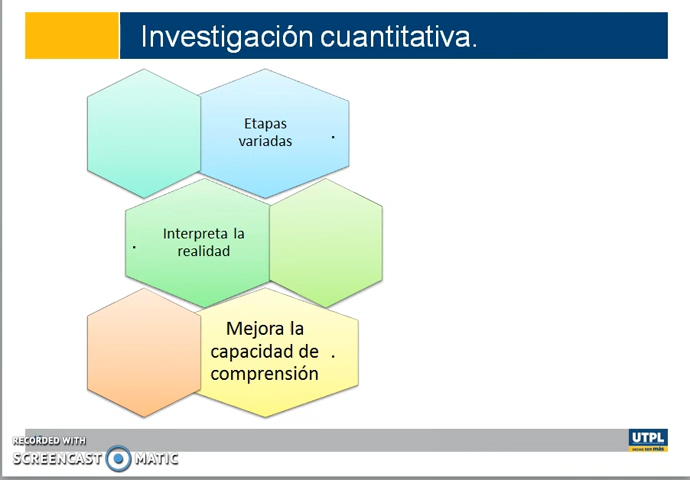 Investigación cuantitativa.
Etapas
variadas
.
Interpreta la
realidad
.
Mejora la
capacidad de
comprensión
.
RECORDED WITH
SCREENCAST MATIC
UTPL